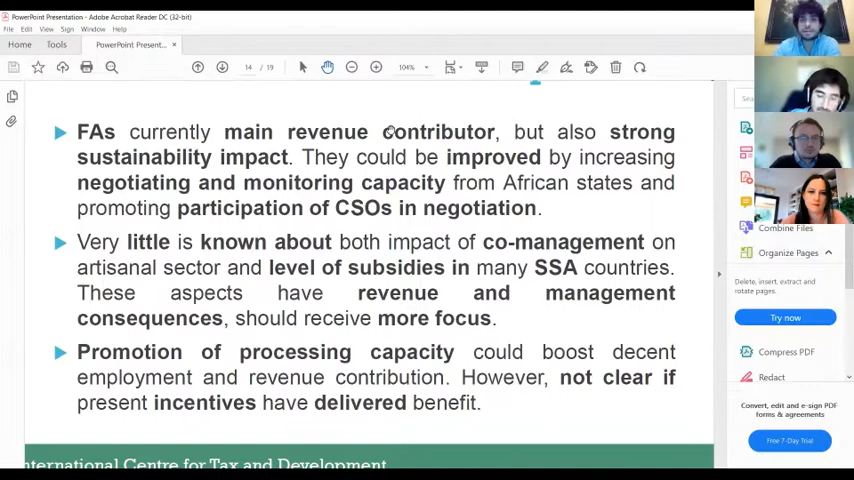 PowerPoint Presentation - Adobe Acrobat Reader DC (32-bit)
File Edit View Sign Window Help
Home Tools PowerPoint Present... ×
14 / 19 104%
Sea
FAs currently main revenue contributor, but also strong
sustainability impact. They could be improved by increasing
negotiating and monitoring capacity from African states and
promoting participation of CSOs in negotiation.
Very little is known about both impact of co-management on
artisanal sector and level of subsidies in many SSA countries.
These aspects have revenue and management
consequences, should receive more focus.
Promotion of processing capacity could boost decent
employment and revenue contribution. However, not clear if
present incentives have delivered benefit.
nternational Centre for Tax and Development
Combine Files
Organize Pages
Delete, insert, extract and
rotate pages.
Try now
Compress PDF
Redact
Convert, edit and e-sign PDF
forms & agreements
Free 7-Day Trial